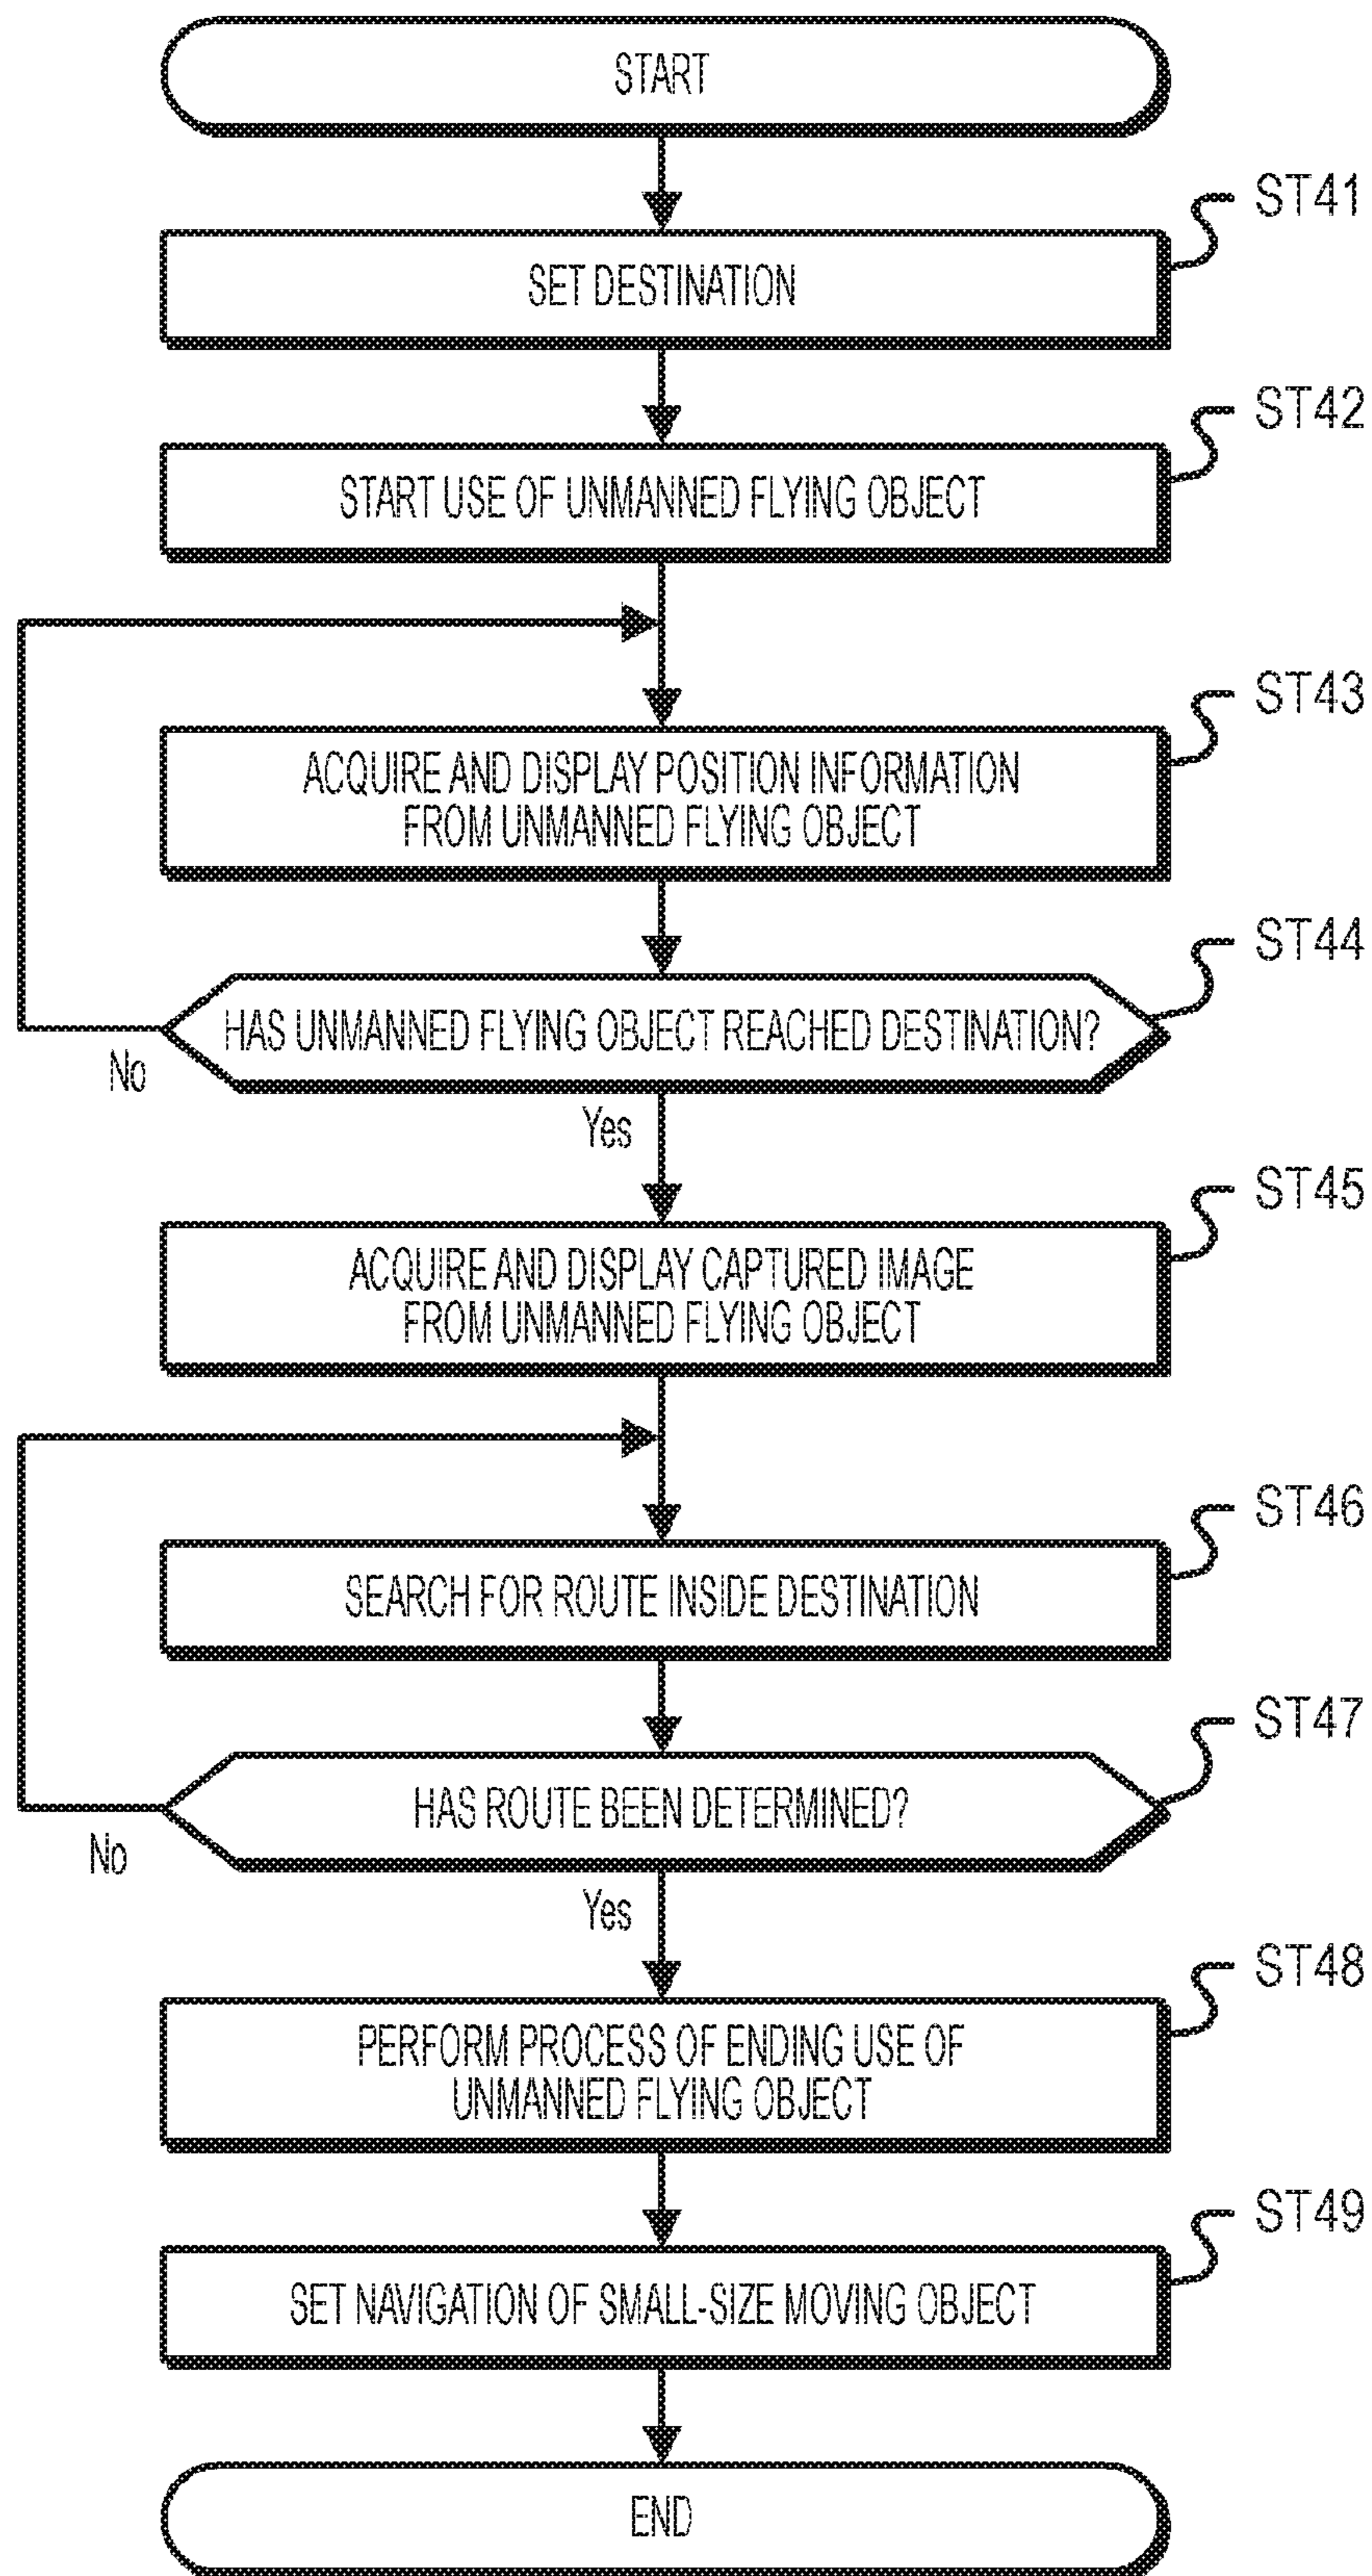 START
ST41
SET DESTINATION
ST42
START USE OF UNMANNED FLYING OBJECT
ST43
ACQUIRE AND DISPLAY POSITION INFORMATION
FROM UNMANNED FLYING OBJECT
ST44
HAS UNMANNED FLYING OBJECT REACHED DESTINATION?
No
Yes
ST45
ACQUIRE AND DISPLAY CAPTURED IMAGE
FROM UNMANNED FLYING OBJECT
ST46
SEARCH FOR ROUTE INSIDE DESTINATION
ST47
HAS ROUTE BEEN DETERMINED?
No
Yes
ST48
PERFORM PROCESS OF ENDING USE OF
UNMANNED FLYING OBJECT
ST49
SET NAVIGATION OF SMALL-SIZE MOVING OBJECT
END